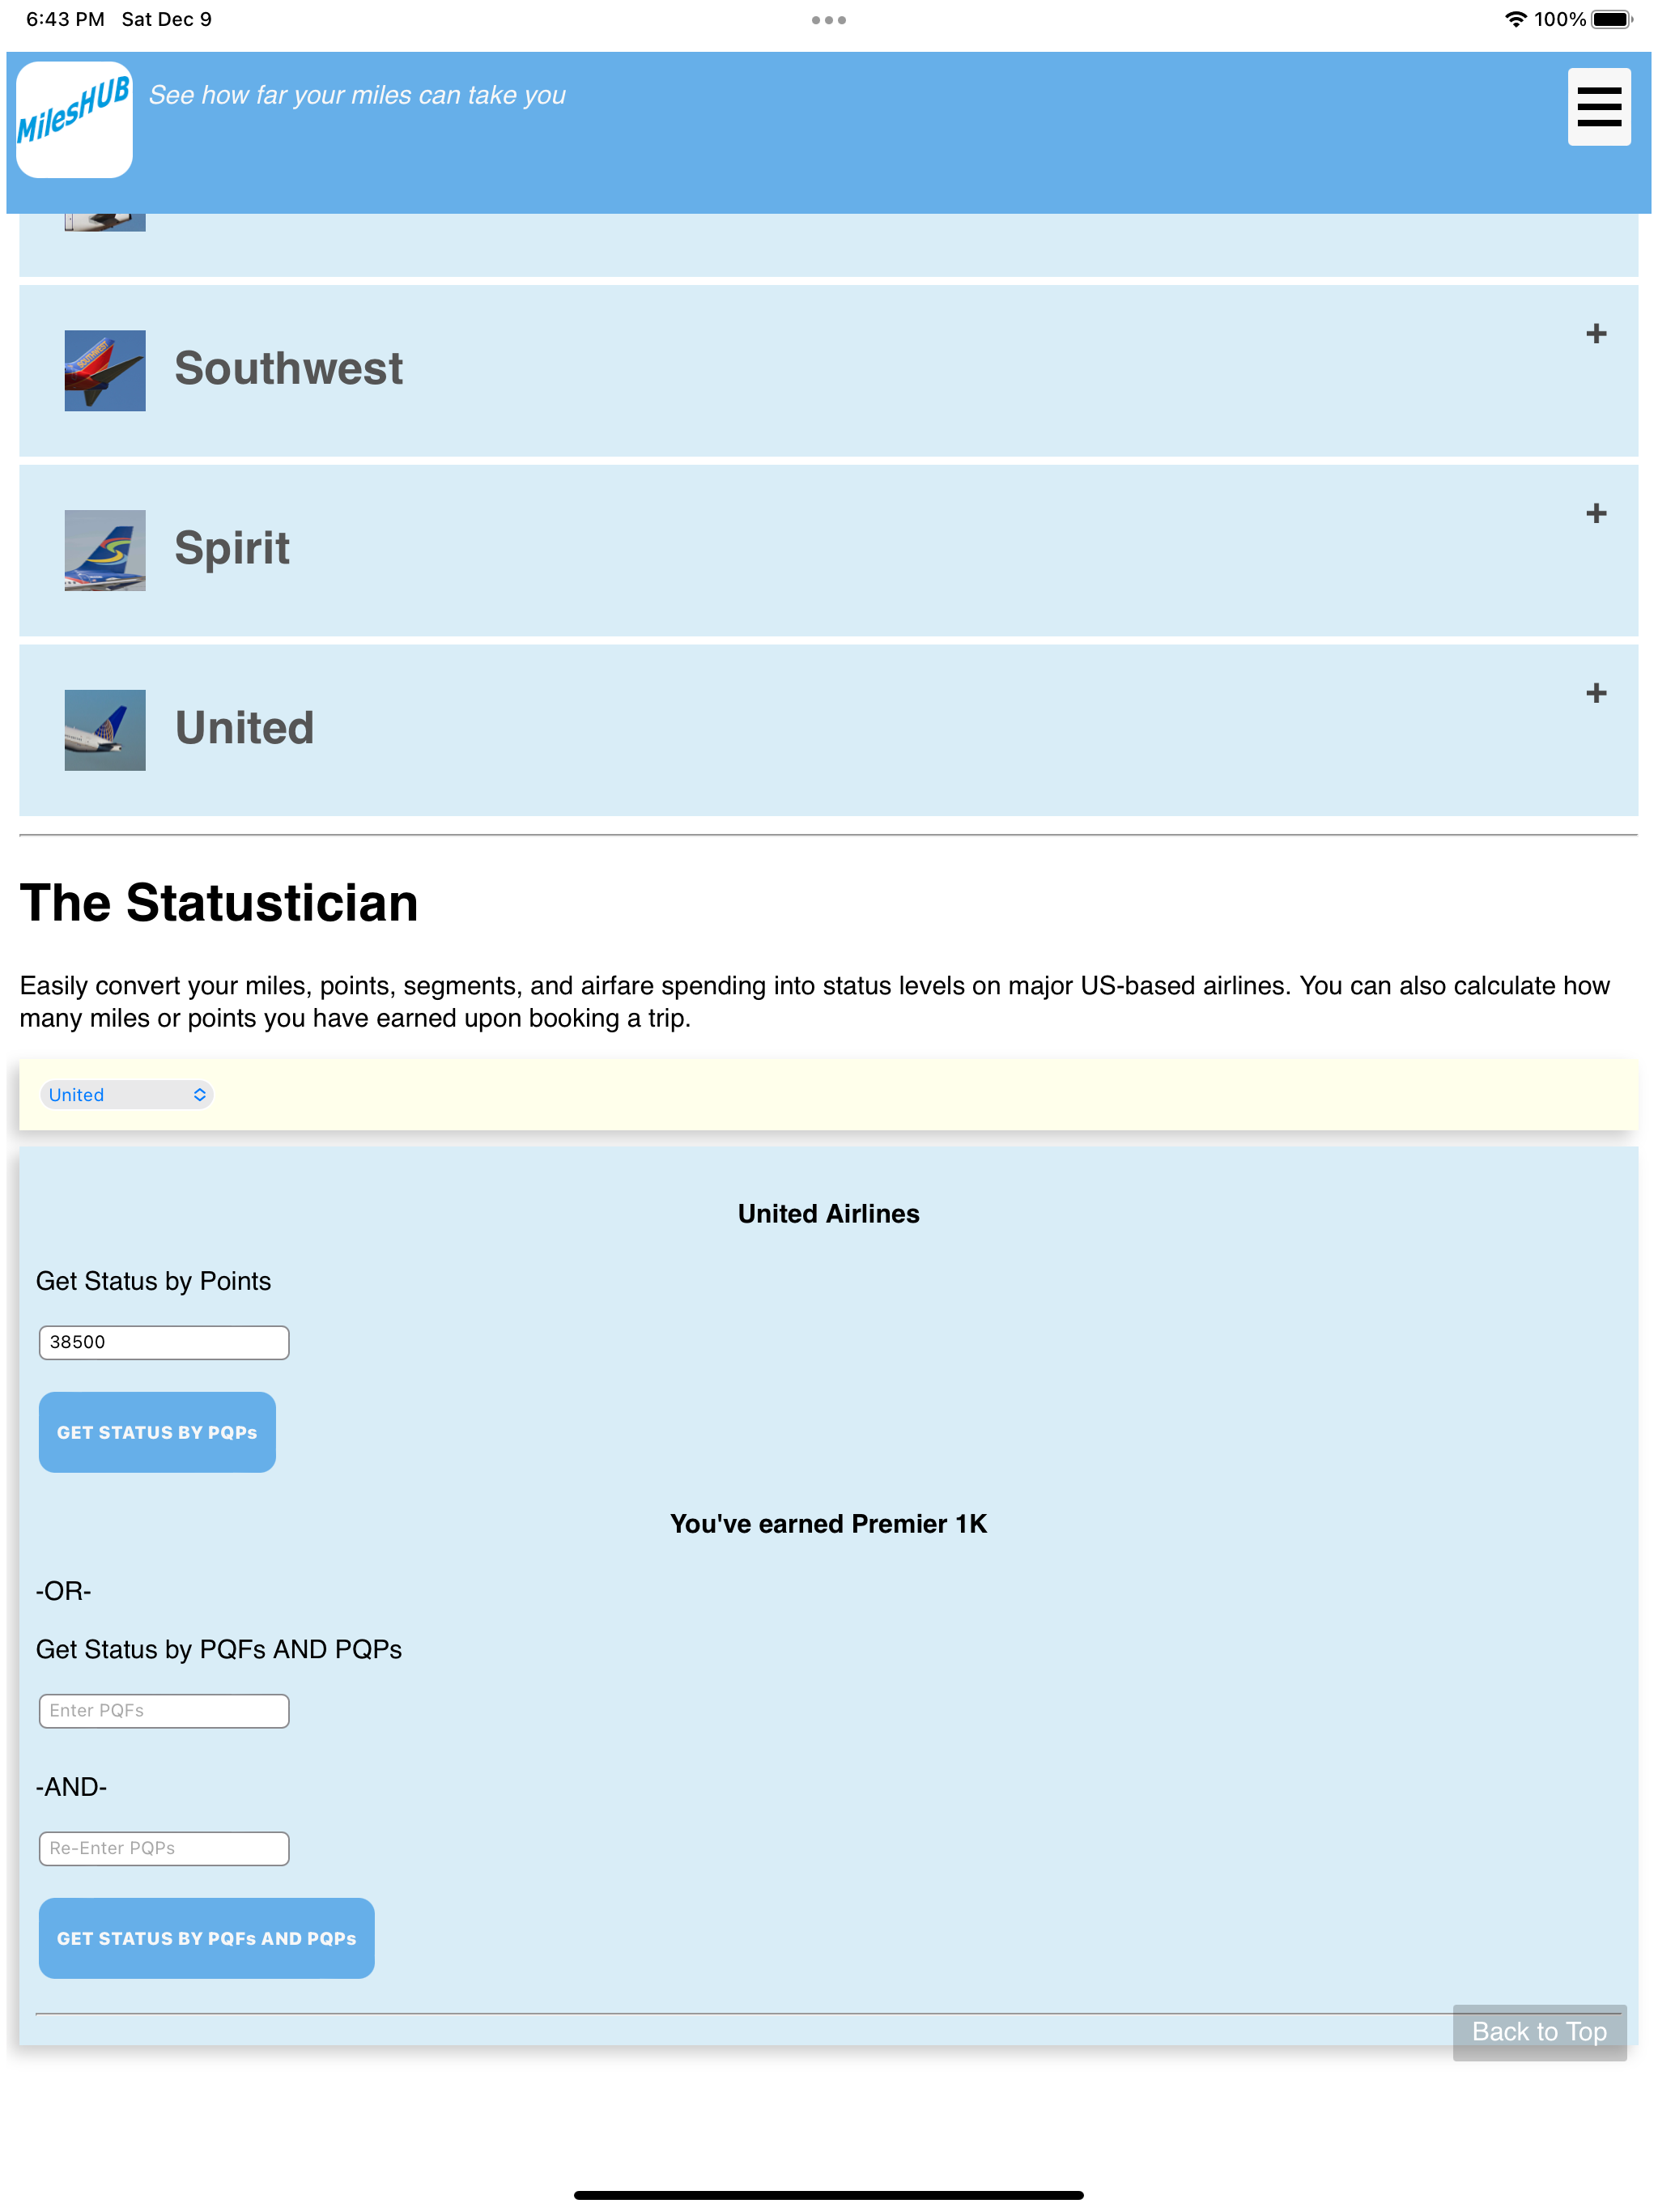 6:43 PM Sat Dec 9
100%
MilesHUB
See how far your miles can take you
SOUTHWEST
Southwest
+
Spirit
+
United
+
The Statustician
Easily convert your miles, points, segments, and airfare spending into status levels on major US-based airlines. You can also calculate how
many miles or points you have earned upon booking a trip.
United
United Airlines
Get Status by Points
38500
GET STATUS BY PQPs
You've earned Premier 1K
-OR-
Get Status by PQFs AND PQPs
Enter PQFs
-AND-
Re-Enter PQPs
GET STATUS BY PQFs AND PQPs
Back to Top